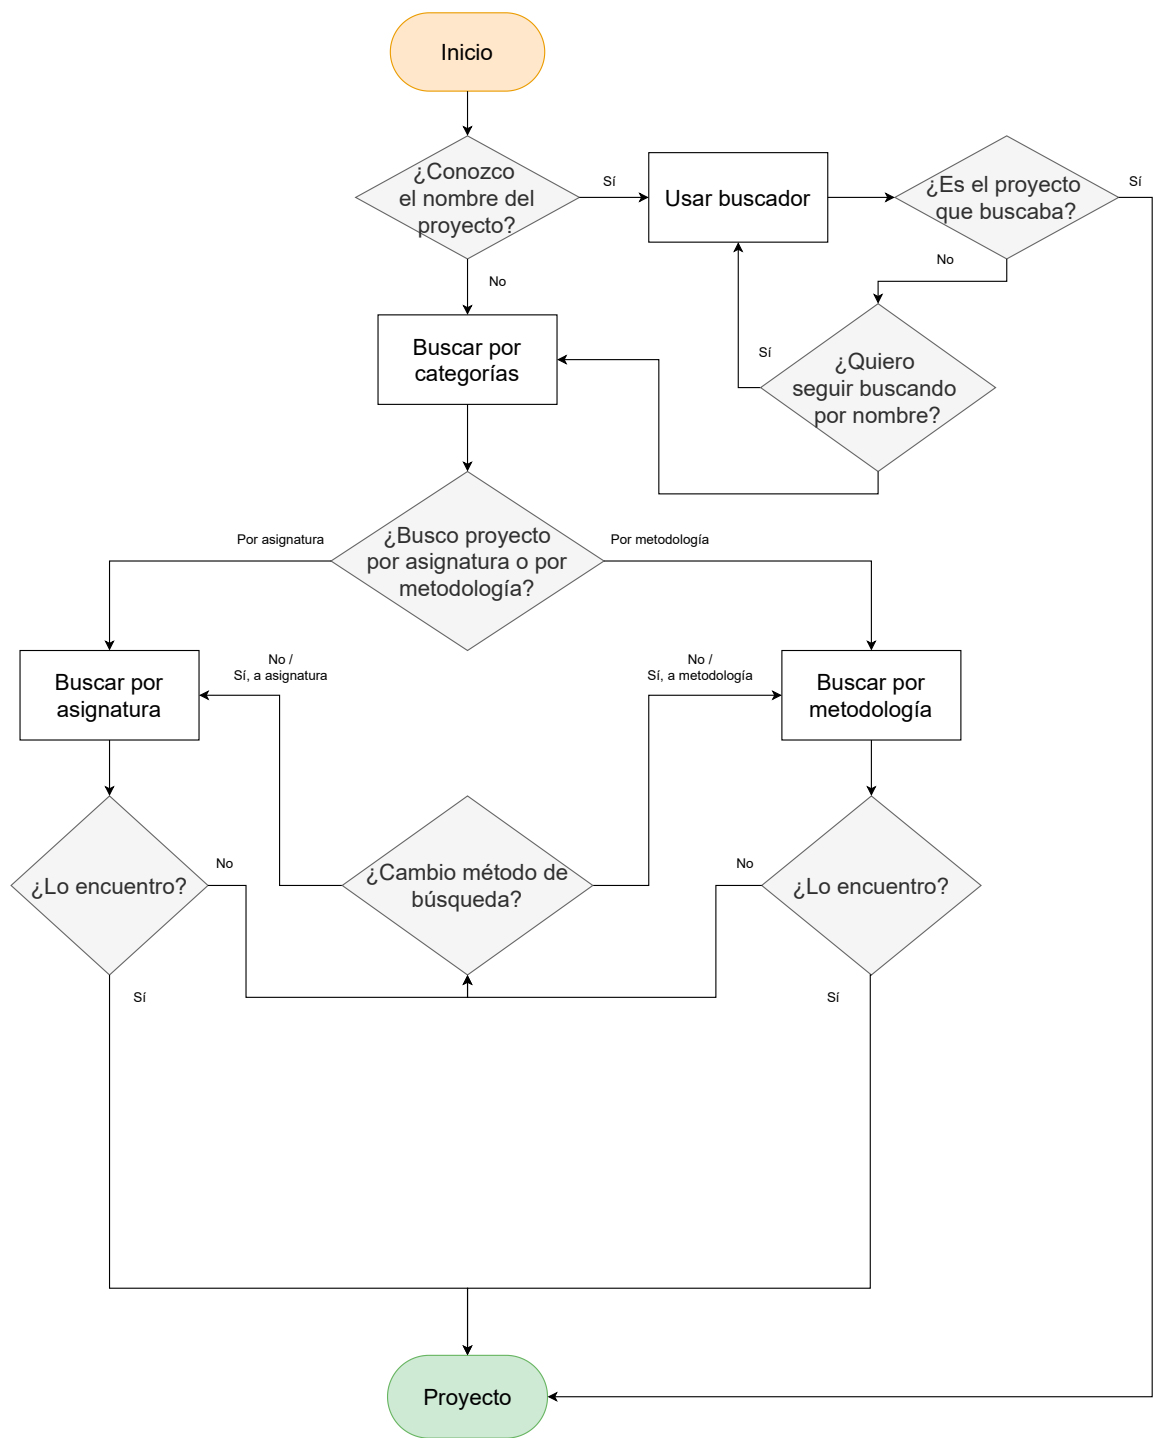 Inicio
¿Conozco
el nombre del
proyecto?
Sí
Usar buscador
¿Es el proyecto
que buscaba?
Sí
No
No
Buscar por
categorías
Sí
¿Quiero
seguir buscando
por nombre?
Por asignatura
¿Busco proyecto
por asignatura o por
metodología?
Por metodología
Buscar por
asignatura
No /
Sí, a asignatura
No /
Sí, a metodología
Buscar por
metodología
¿Lo encuentro?
No
¿Cambio método de
búsqueda?
No
¿Lo encuentro?
Sí
Sí
Proyecto